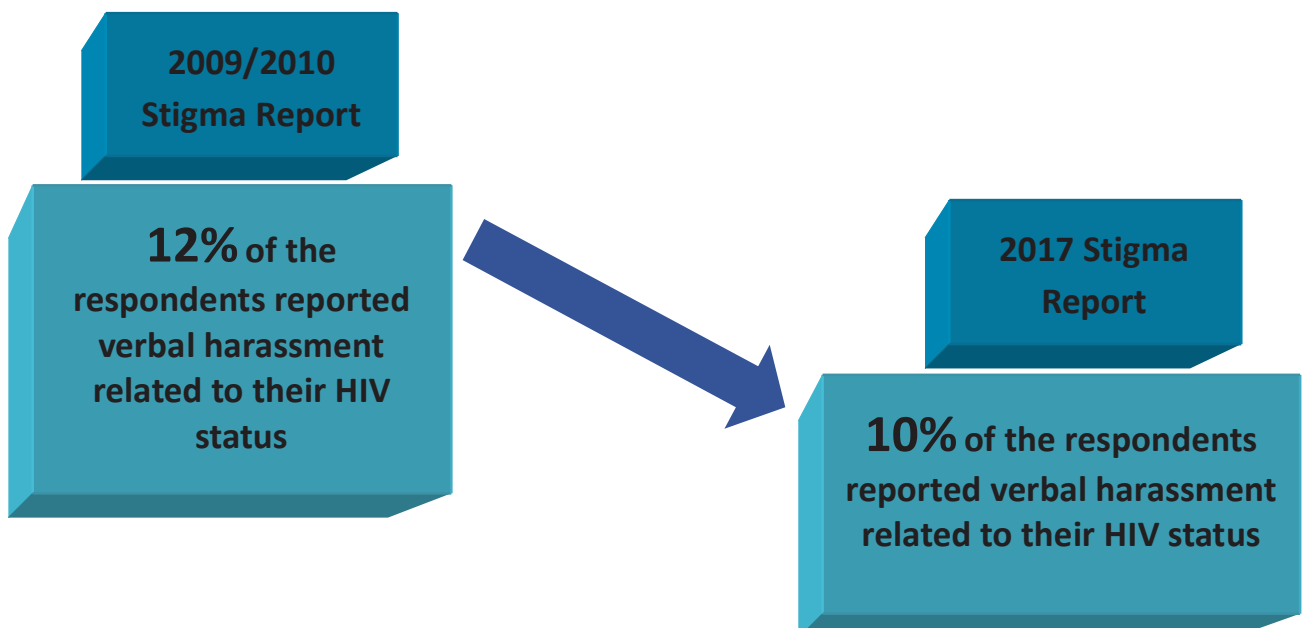 2009/2010
Stigma Report
12% of the
respondents reported
verbal harassment
related to their HIV
status
2017 Stigma
Report
10% of the respondents
reported verbal harassment
related to their HIV status